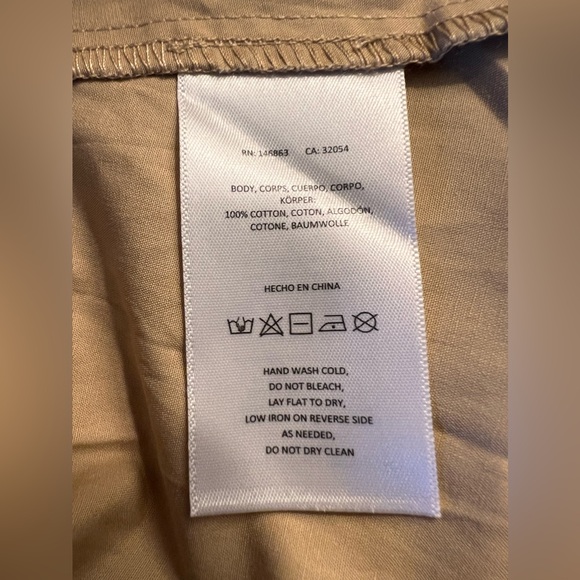 RN: 146863 CA: 32054
BODY, CORPS, CUERPO, CORPO,
KÖRPER:
100% COTTON, COTON, ALGODÓN,
COTONE, BAUMWOLLE
HECHO EN CHINA
HAND WASH COLD,
DO NOT BLEACH,
LAY FLAT TO DRY,
LOW IRON ON REVERSE SIDE
AS NEEDED,
DO NOT DRY CLEAN